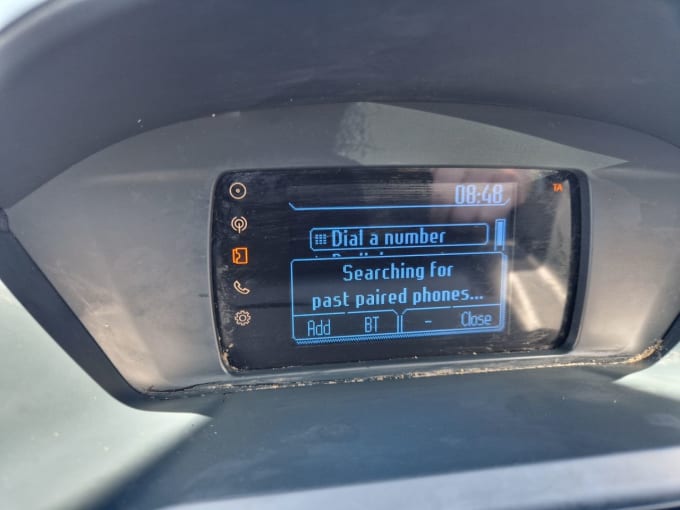 08:48
TA
Dial a number
Searching for
past paired phones...
Add BT - Close